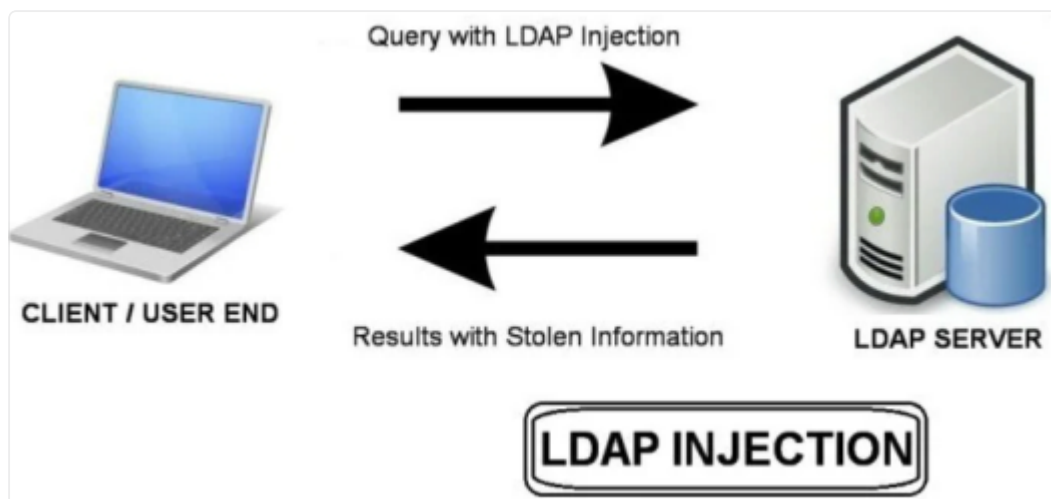 Query with LDAP Injection
CLIENT / USER END
Results with Stolen Information
LDAP SERVER
LDAP INJECTION